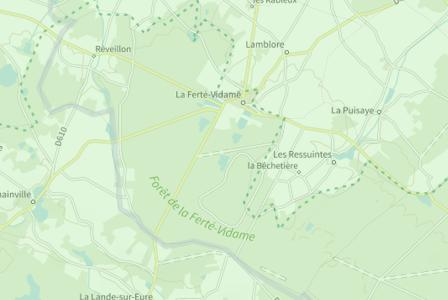 les Rableux
Réveillon
Lamblore
La Ferté-Vidame
La Puisaye
D610
Les Ressuintes
la Béchetière
Forêt de la Ferté-Vidame
ainville
La Lande-sur-Eure